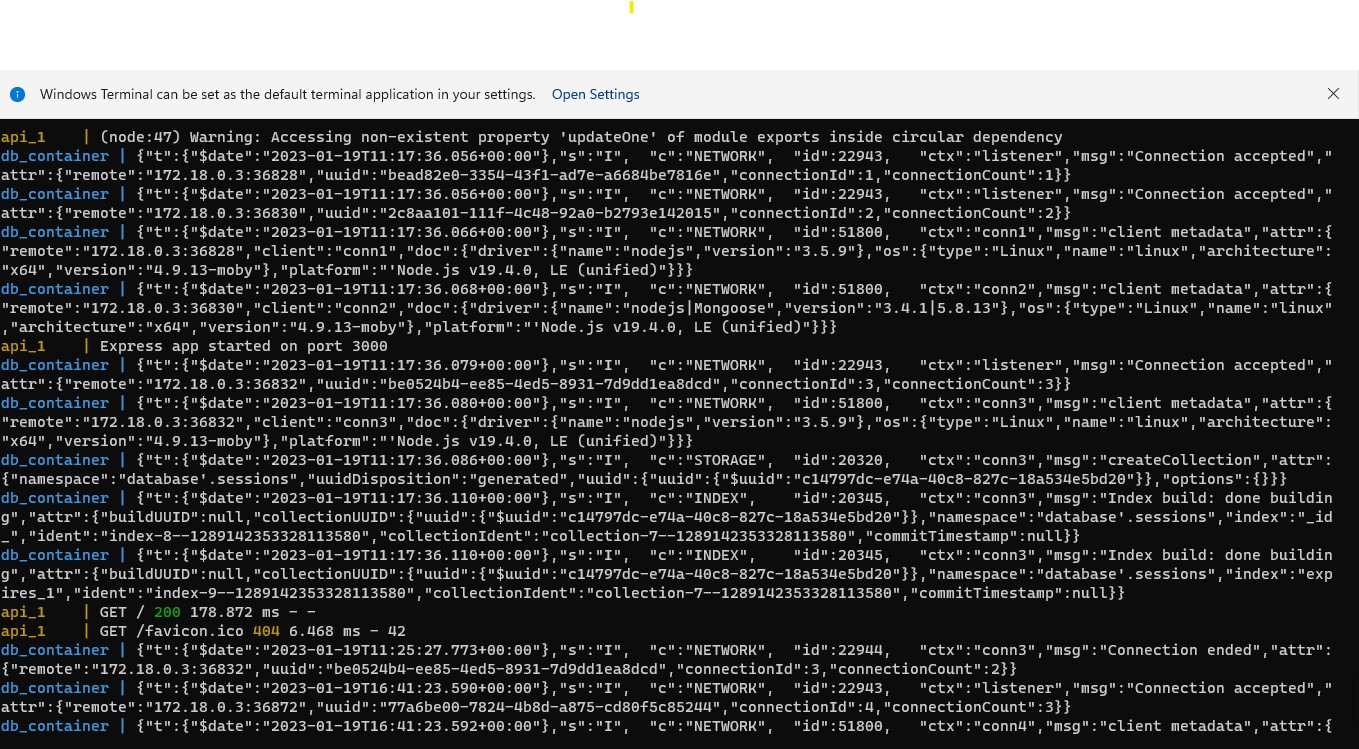 Windows Terminal can be set as the default terminal application in your settings. Open Settings
api_1    | (node:47) Warning: Accessing non-existent property 'updateOne' of module exports inside circular dependency
db_container | {"t":{"$date":"2023-01-19T11:17:36.056+00:00"},"s":"I",  "c":"NETWORK",  "id":22943,   "ctx":"listener","msg":"Connection accepted","
attr":{"remote":"172.18.0.3:36828","uuid":"bead82e0-3354-43f1-ad7e-a6684be7816e","connectionId":1,"connectionCount":1}}
db_container | {"t":{"$date":"2023-01-19T11:17:36.056+00:00"},"s":"I",  "c":"NETWORK",  "id":22943,   "ctx":"listener","msg":"Connection accepted","
attr":{"remote":"172.18.0.3:36830","uuid":"2c8aa101-111f-4c48-92a0-b2793e142015","connectionId":2,"connectionCount":2}}
db_container | {"t":{"$date":"2023-01-19T11:17:36.066+00:00"},"s":"I",  "c":"NETWORK",  "id":51800,   "ctx":"conn1","msg":"client metadata","attr":{
"remote":"172.18.0.3:36828","client":"conn1","doc":{"driver":{"name":"nodejs","version":"3.5.9"},"os":{"type":"Linux","name":"linux","architecture":
"x64","version":"4.9.13-moby"},"platform":"'Node.js v19.4.0, LE (unified)"}}}
db_container | {"t":{"$date":"2023-01-19T11:17:36.068+00:00"},"s":"I",  "c":"NETWORK",  "id":51800,   "ctx":"conn2","msg":"client metadata","attr":{
"remote":"172.18.0.3:36830","client":"conn2","doc":{"driver":{"name":"nodejs|Mongoose","version":"3.4.1|5.8.13"},"os":{"type":"Linux","name":"linux"
,"architecture":"x64","version":"4.9.13-moby"},"platform":"'Node.js v19.4.0, LE (unified)"}}}
api_1    | Express app started on port 3000
db_container | {"t":{"$date":"2023-01-19T11:17:36.079+00:00"},"s":"I",  "c":"NETWORK",  "id":22943,   "ctx":"listener","msg":"Connection accepted","
attr":{"remote":"172.18.0.3:36832","uuid":"be0524b4-ee85-4ed5-8931-7d9dd1ea8dcd","connectionId":3,"connectionCount":3}}
db_container | {"t":{"$date":"2023-01-19T11:17:36.080+00:00"},"s":"I",  "c":"NETWORK",  "id":51800,   "ctx":"conn3","msg":"client metadata","attr":{
"remote":"172.18.0.3:36832","client":"conn3","doc":{"driver":{"name":"nodejs","version":"3.5.9"},"os":{"type":"Linux","name":"linux","architecture":
"x64","version":"4.9.13-moby"},"platform":"'Node.js v19.4.0, LE (unified)"}}}
db_container | {"t":{"$date":"2023-01-19T11:17:36.086+00:00"},"s":"I",  "c":"STORAGE",  "id":20320,   "ctx":"conn3","msg":"createCollection","attr":
{"namespace":"database'.sessions","uuidDisposition":"generated","uuid":{"uuid":{"$uuid":"c14797dc-e74a-40c8-827c-18a534e5bd20"}},"options":{}}}
db_container | {"t":{"$date":"2023-01-19T11:17:36.110+00:00"},"s":"I",  "c":"INDEX",    "id":20345,   "ctx":"conn3","msg":"Index build: done buildin
g","attr":{"buildUUID":null,"collectionUUID":{"uuid":{"$uuid":"c14797dc-e74a-40c8-827c-18a534e5bd20"}},"namespace":"database'.sessions","index":"_id
_","ident":"index-8--1289142353328113580","collectionIdent":"collection-7--1289142353328113580","commitTimestamp":null}}
db_container | {"t":{"$date":"2023-01-19T11:17:36.110+00:00"},"s":"I",  "c":"INDEX",    "id":20345,   "ctx":"conn3","msg":"Index build: done buildin
g","attr":{"buildUUID":null,"collectionUUID":{"uuid":{"$uuid":"c14797dc-e74a-40c8-827c-18a534e5bd20"}},"namespace":"database'.sessions","index":"exp
ires_1","ident":"index-9--1289142353328113580","collectionIdent":"collection-7--1289142353328113580","commitTimestamp":null}}
api_1    | GET / 200 178.872 ms - -
api_1    | GET /favicon.ico 404 6.468 ms - 42
db_container | {"t":{"$date":"2023-01-19T11:25:27.773+00:00"},"s":"I",  "c":"NETWORK",  "id":22944,   "ctx":"conn3","msg":"Connection ended","attr":
{"remote":"172.18.0.3:36832","uuid":"be0524b4-ee85-4ed5-8931-7d9dd1ea8dcd","connectionId":3,"connectionCount":2}}
db_container | {"t":{"$date":"2023-01-19T16:41:23.590+00:00"},"s":"I",  "c":"NETWORK",  "id":22943,   "ctx":"listener","msg":"Connection accepted","
attr":{"remote":"172.18.0.3:36872","uuid":"77a6be00-7824-4b8d-a875-cd80f5c85244","connectionId":4,"connectionCount":3}}
db_container | {"t":{"$date":"2023-01-19T16:41:23.592+00:00"},"s":"I",  "c":"NETWORK",  "id":51800,   "ctx":"conn4","msg":"client metadata","attr":{